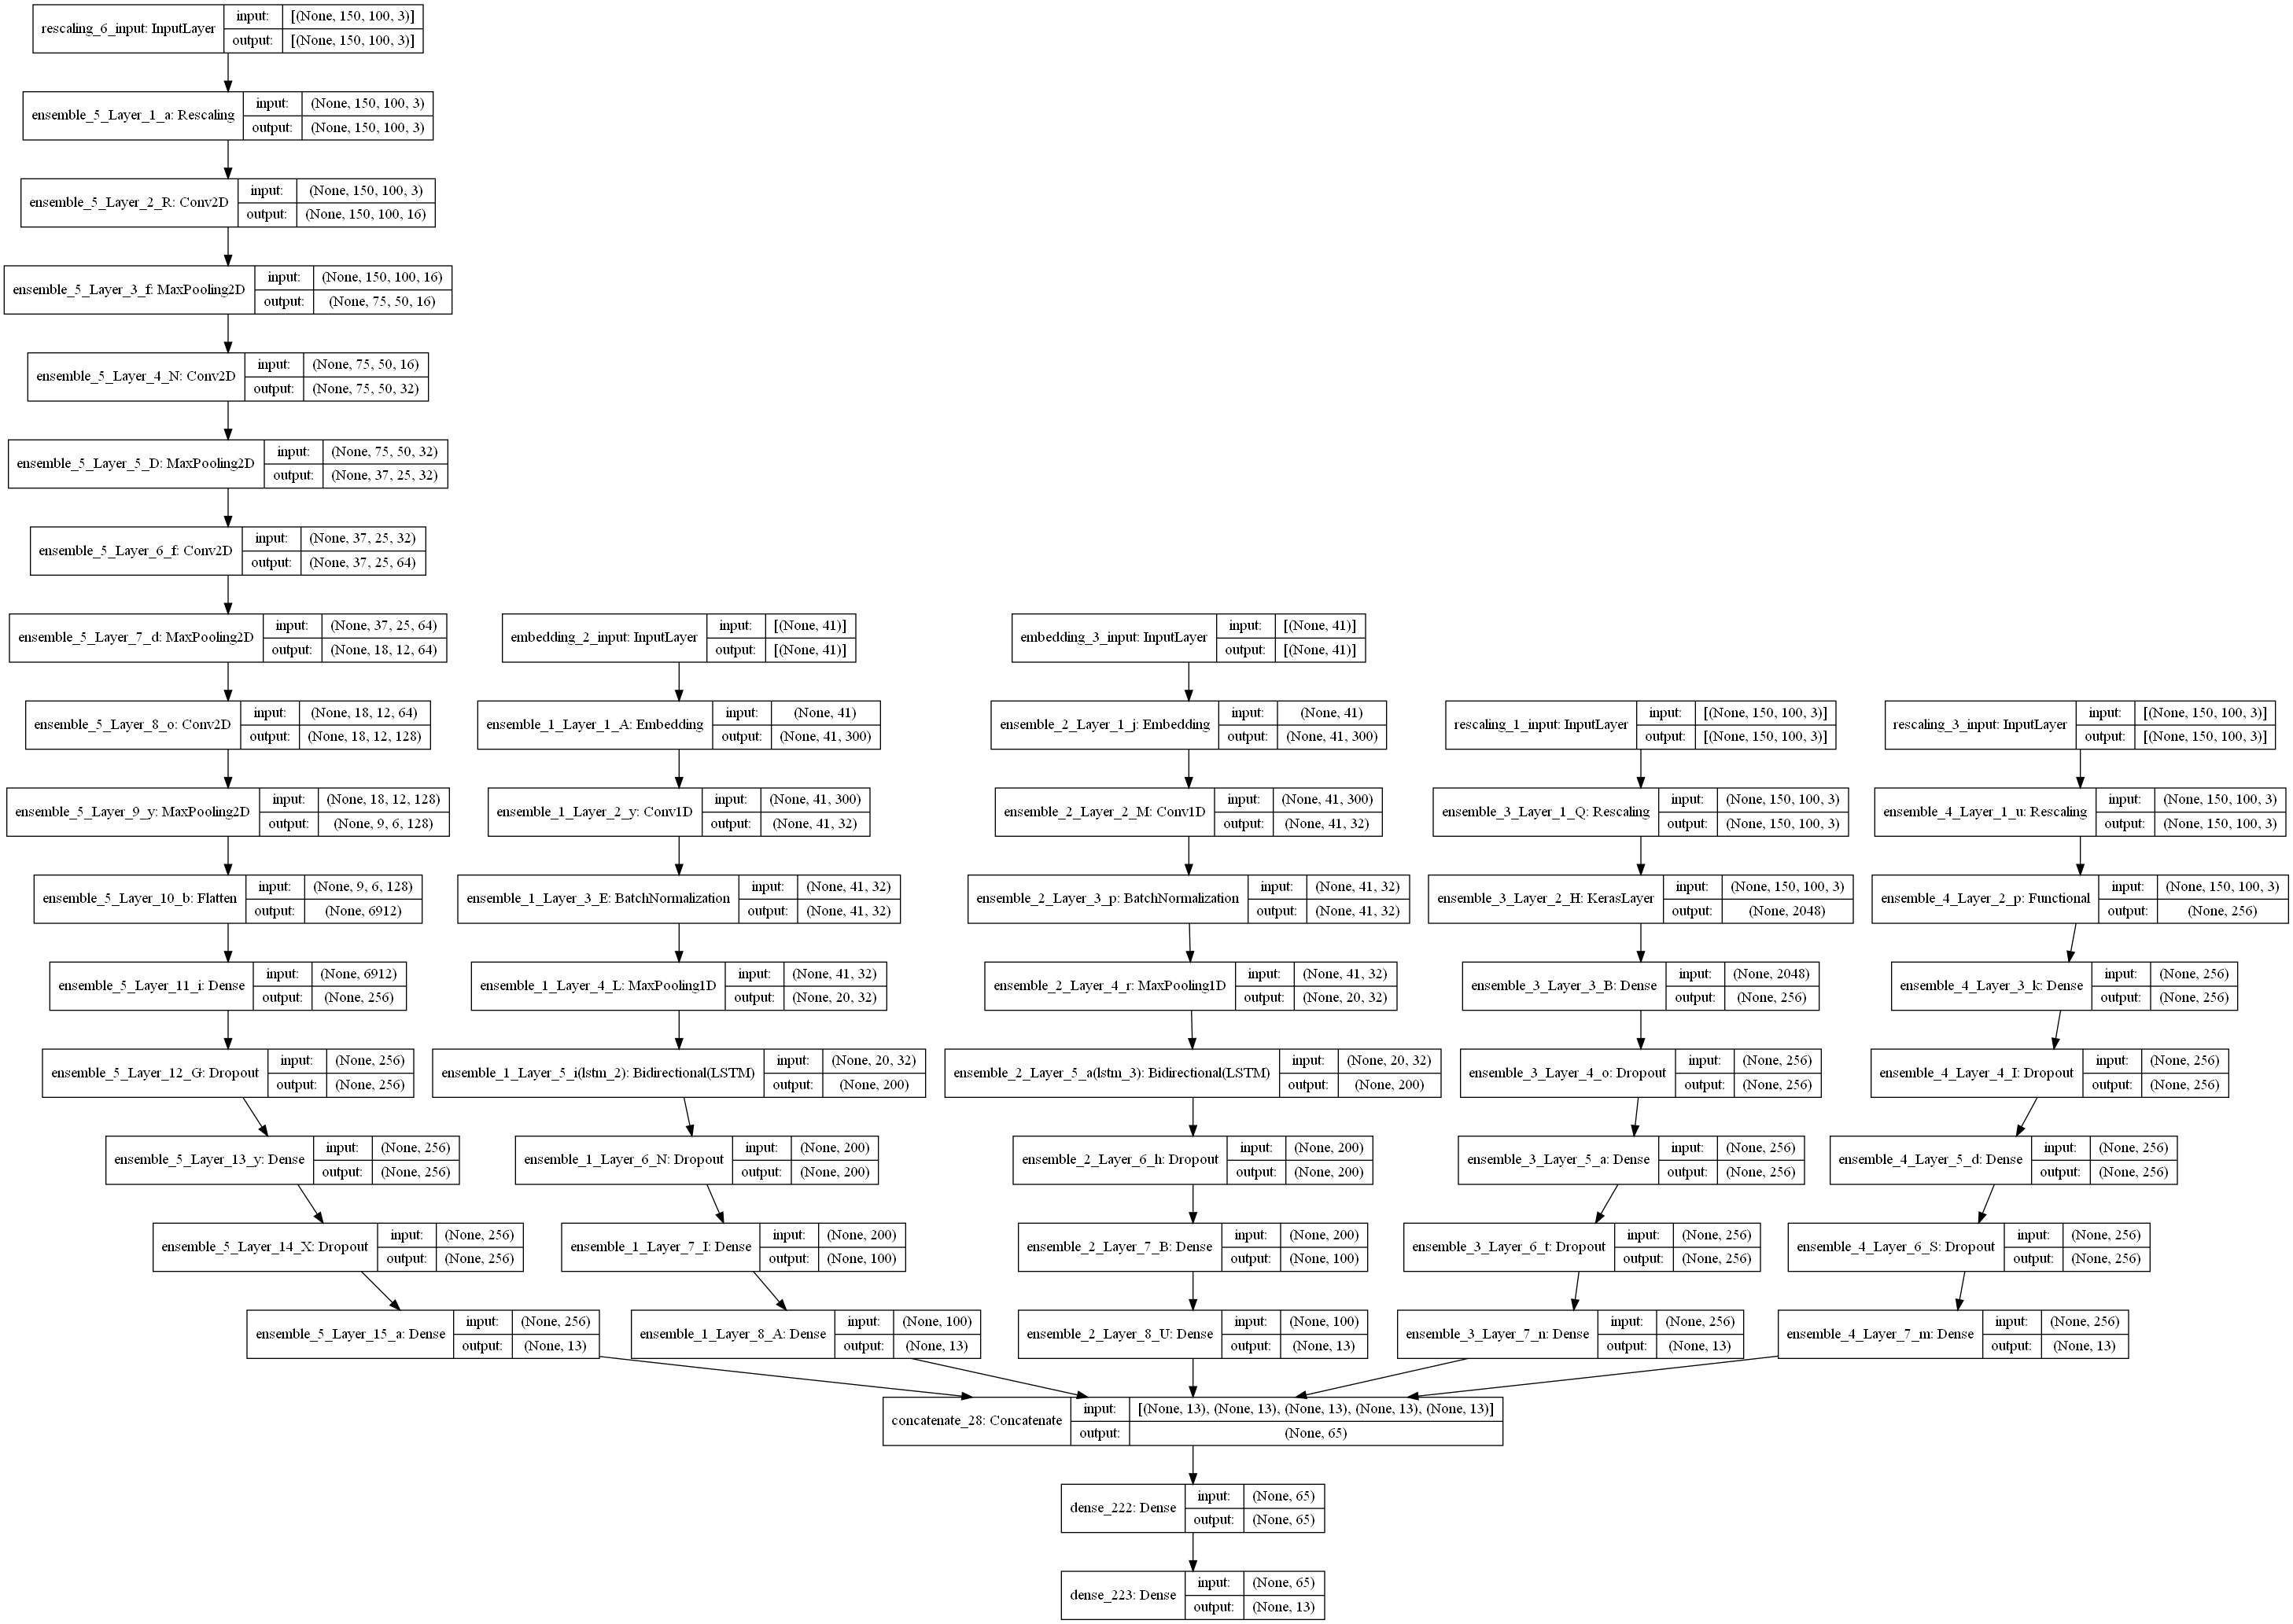 rescaling_6_input: InputLayer
input: [(None, 150, 100, 3)]
output: [(None, 150, 100, 3)]
ensemble_5_Layer_1_a: Rescaling
input: (None, 150, 100, 3)
output: (None, 150, 100, 3)
ensemble_5_Layer_2_R: Conv2D
input: (None, 150, 100, 3)
output: (None, 150, 100, 16)
ensemble_5_Layer_3_f: MaxPooling2D
input: (None, 150, 100, 16)
output: (None, 75, 50, 16)
ensemble_5_Layer_4_N: Conv2D
input: (None, 75, 50, 16)
output: (None, 75, 50, 32)
ensemble_5_Layer_5_D: MaxPooling2D
input: (None, 75, 50, 32)
output: (None, 37, 25, 32)
ensemble_5_Layer_6_f: Conv2D
input: (None, 37, 25, 32)
output: (None, 37, 25, 64)
ensemble_5_Layer_7_d: MaxPooling2D
input: (None, 37, 25, 64)
output: (None, 18, 12, 64)
ensemble_5_Layer_8_o: Conv2D
input: (None, 18, 12, 64)
output: (None, 18, 12, 128)
ensemble_5_Layer_9_y: MaxPooling2D
input: (None, 18, 12, 128)
output: (None, 9, 6, 128)
ensemble_5_Layer_10_b: Flatten
input: (None, 9, 6, 128)
output: (None, 6912)
ensemble_5_Layer_11_i: Dense
input: (None, 6912)
output: (None, 256)
ensemble_5_Layer_12_G: Dropout
input: (None, 256)
output: (None, 256)
ensemble_5_Layer_13_y: Dense
input: (None, 256)
output: (None, 256)
ensemble_5_Layer_14_X: Dropout
input: (None, 256)
output: (None, 256)
ensemble_5_Layer_15_a: Dense
input: (None, 256)
output: (None, 13)
embedding_2_input: InputLayer
input: [(None, 41)]
output: [(None, 41)]
ensemble_1_Layer_1_A: Embedding
input: (None, 41)
output: (None, 41, 300)
ensemble_1_Layer_2_y: Conv1D
input: (None, 41, 300)
output: (None, 41, 32)
ensemble_1_Layer_3_E: BatchNormalization
input: (None, 41, 32)
output: (None, 41, 32)
ensemble_1_Layer_4_L: MaxPooling1D
input: (None, 41, 32)
output: (None, 20, 32)
ensemble_1_Layer_5_i(lstm_2): Bidirectional(LSTM)
input: (None, 20, 32)
output: (None, 200)
ensemble_1_Layer_6_N: Dropout
input: (None, 200)
output: (None, 200)
ensemble_1_Layer_7_I: Dense
input: (None, 200)
output: (None, 100)
ensemble_1_Layer_8_A: Dense
input: (None, 100)
output: (None, 13)
embedding_3_input: InputLayer
input: [(None, 41)]
output: [(None, 41)]
ensemble_2_Layer_1_j: Embedding
input: (None, 41)
output: (None, 41, 300)
ensemble_2_Layer_2_M: Conv1D
input: (None, 41, 300)
output: (None, 41, 32)
ensemble_2_Layer_3_p: BatchNormalization
input: (None, 41, 32)
output: (None, 41, 32)
ensemble_2_Layer_4_r: MaxPooling1D
input: (None, 41, 32)
output: (None, 20, 32)
ensemble_2_Layer_5_a(lstm_3): Bidirectional(LSTM)
input: (None, 20, 32)
output: (None, 200)
ensemble_2_Layer_6_h: Dropout
input: (None, 200)
output: (None, 200)
ensemble_2_Layer_7_B: Dense
input: (None, 200)
output: (None, 100)
ensemble_2_Layer_8_U: Dense
input: (None, 100)
output: (None, 13)
rescaling_1_input: InputLayer
input: [(None, 150, 100, 3)]
output: [(None, 150, 100, 3)]
ensemble_3_Layer_1_Q: Rescaling
input: (None, 150, 100, 3)
output: (None, 150, 100, 3)
ensemble_3_Layer_2_H: KerasLayer
input: (None, 150, 100, 3)
output: (None, 2048)
ensemble_3_Layer_3_B: Dense
input: (None, 2048)
output: (None, 256)
ensemble_3_Layer_4_o: Dropout
input: (None, 256)
output: (None, 256)
ensemble_3_Layer_5_a: Dense
input: (None, 256)
output: (None, 256)
ensemble_3_Layer_6_t: Dropout
input: (None, 256)
output: (None, 256)
ensemble_3_Layer_7_n: Dense
input: (None, 256)
output: (None, 13)
rescaling_3_input: InputLayer
input: [(None, 150, 100, 3)]
output: [(None, 150, 100, 3)]
ensemble_4_Layer_1_u: Rescaling
input: (None, 150, 100, 3)
output: (None, 150, 100, 3)
ensemble_4_Layer_2_p: Functional
input: (None, 150, 100, 3)
output: (None, 256)
ensemble_4_Layer_3_k: Dense
input: (None, 256)
output: (None, 256)
ensemble_4_Layer_4_I: Dropout
input: (None, 256)
output: (None, 256)
ensemble_4_Layer_5_d: Dense
input: (None, 256)
output: (None, 256)
ensemble_4_Layer_6_S: Dropout
input: (None, 256)
output: (None, 256)
ensemble_4_Layer_7_m: Dense
input: (None, 256)
output: (None, 13)
concatenate_28: Concatenate
input: [(None, 13), (None, 13), (None, 13), (None, 13), (None, 13)]
output: (None, 65)
dense_222: Dense
input: (None, 65)
output: (None, 65)
dense_223: Dense
input: (None, 65)
output: (None, 13)